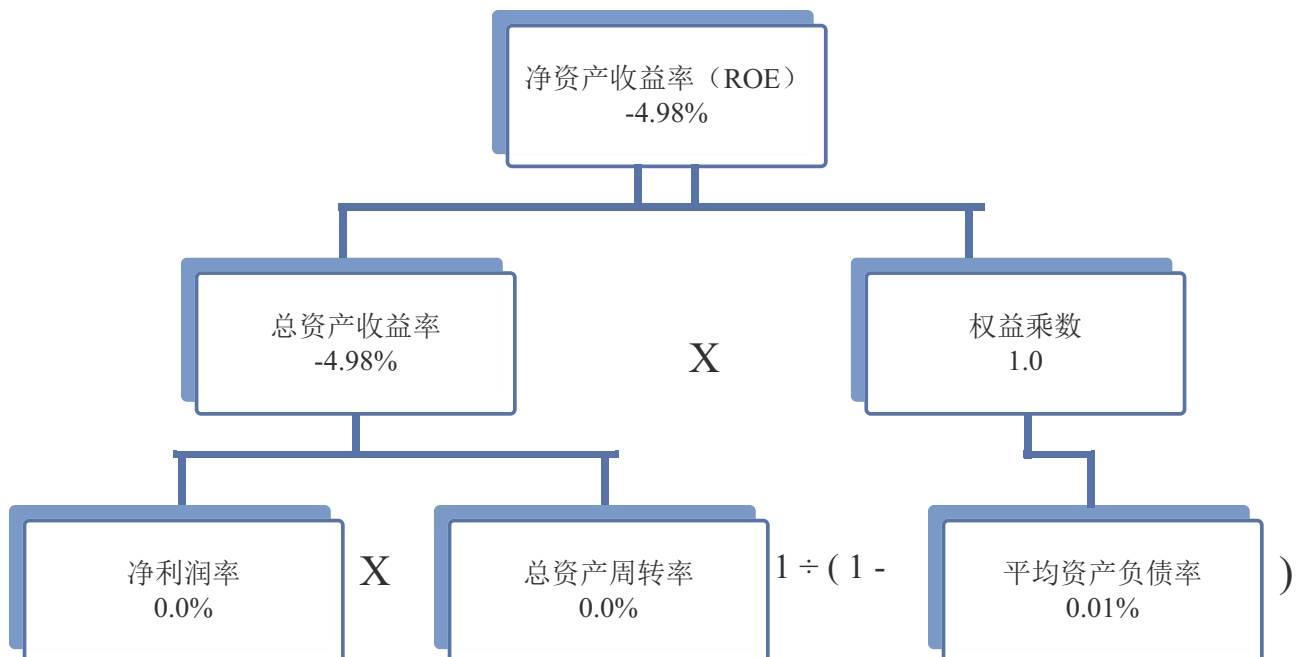 净资产收益率（ROE）
-4.98%
总资产收益率
-4.98%
X
权益乘数
1.0
净利润率
0.0%
X
总资产周转率
0.0%
1 ÷ ( 1 -
平均资产负债率
0.01%
)